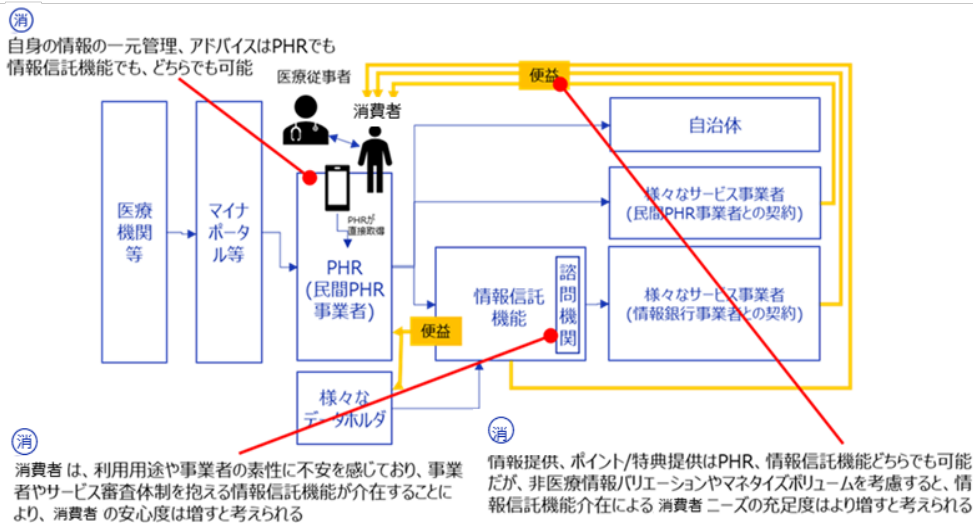 消
自身の情報の一元管理、アドバイスはPHRでも
情報信託機能でも、どちらでも可能
医療従事者
消費者
便益
自治体
医療
機関
等
マイナ
ポータ
ル等
PHRが
直接取得
PHR
(民間PHR
事業者)
様々なサービス事業者
(民間PHR事業者との契約)
情報信託
機能
諮問機関
様々なサービス事業者
(情報銀行事業者との契約)
便益
様々な
データホルダ
消
消費者 は、利用用途や事業者の素性に不安を感じており、事業
者やサービス審査体制を抱える情報信託機能が介在することに
より、消費者 の安心度は増すと考えられる
消
情報提供、ポイント/特典提供はPHR、情報信託機能どちらでも可能
だが、非医療情報バリエーションやマネタイズボリュームを考慮すると、情
報信託機能介在による 消費者 ニーズの充足度はより増すと考えられる